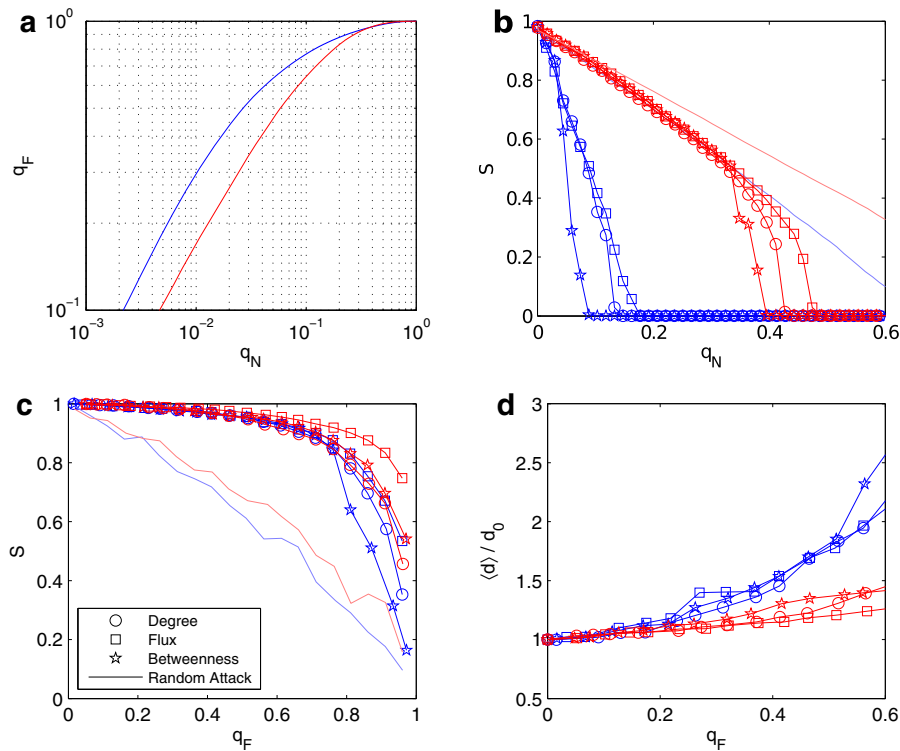 a
10^0
q_F
10^-1
10^-3 10^-2 10^-1 10^0
q_N
b
1
0.8
0.6
S
0.4
0.2
0
0 0.2 0.4 0.6
q_N
c
1
0.8
0.6
S
0.4
0.2
0
Degree
Flux
Betweenness
Random Attack
0 0.2 0.4 0.6 0.8 1
q_F
d
3
2.5
2
⟨d⟩ / d_0
1.5
1
0.5
0 0.2 0.4 0.6
q_F